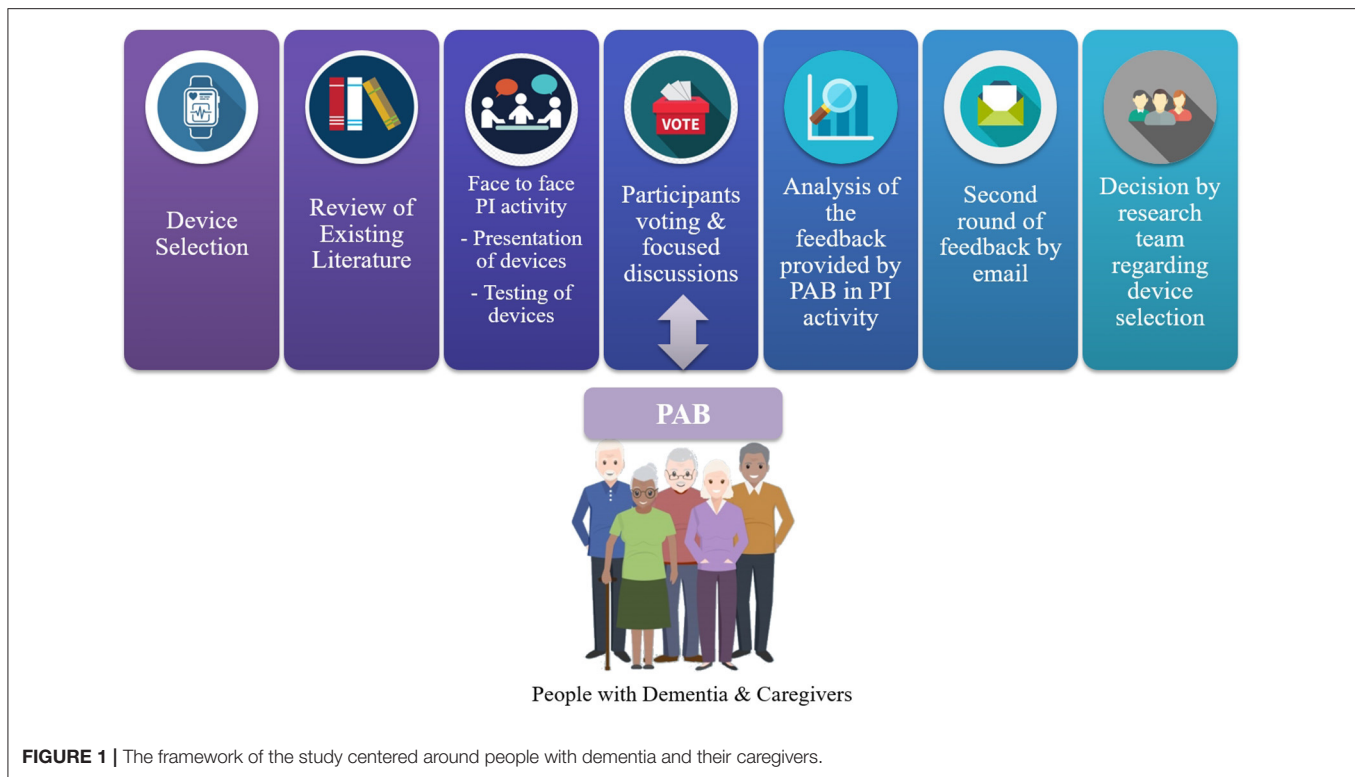 Device
Selection
Review of
Existing
Literature
Face to face
PI activity
- Presentation
of devices
- Testing of
devices
VOTE
Participants
voting &
focused
discussions
Analysis of
the
feedback
provided by
PAB in PI
activity
Second
round of
feedback by
email
Decision by
research
team
regarding
device
selection
PAB
People with Dementia & Caregivers
FIGURE 1 | The framework of the study centered around people with dementia and their caregivers.